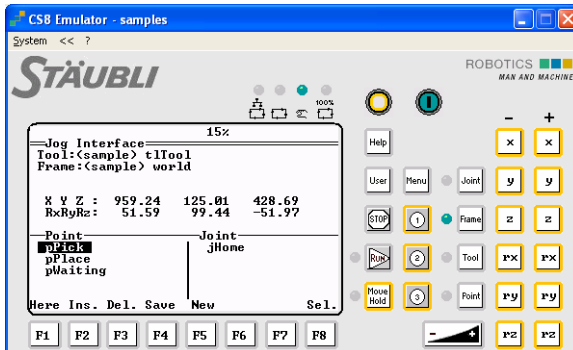 CS8 Emulator - samples
System << ?
STÄUBLI
ROBOTICS
MAN AND MACHINE
100%
15%
Jog Interface
Tool:(sample) tlTool
Frame:(sample) world
X Y Z : 959.24 125.01 428.69
RxRyRz: 51.59 99.44 -51.97
Point Joint
pPick jHome
pPlace
pWaiting
Here Ins. Del. Save New Sel.
F1 F2 F3 F4 F5 F6 F7 F8
- +
Help x x
User Menu Joint y y
STOP 1 Frame z z
RUN 2 Tool rx rx
Move Hold 3 Point ry ry
- + rz rz